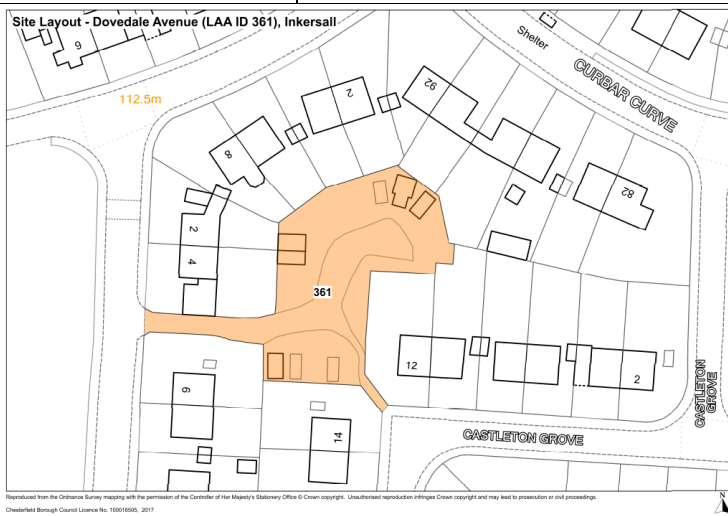 Site Layout - Dovedale Avenue (LAA ID 361), Inkersall
9
Shelter
CURBAR CURVE
112.5m
2
92
8
82
2
4
361
12
2
CASTLETON
GROVE
9
14
CASTLETON GROVE
Reproduced from the Ordnance Survey mapping with the permission of the Controller of Her Majesty's Stationery Office © Crown copyright. Unauthorised reproduction infringes Crown copyright and may lead to prosecution or civil proceedings.
N
Chesterfield Borough Council Licence No. 100018505, 2017